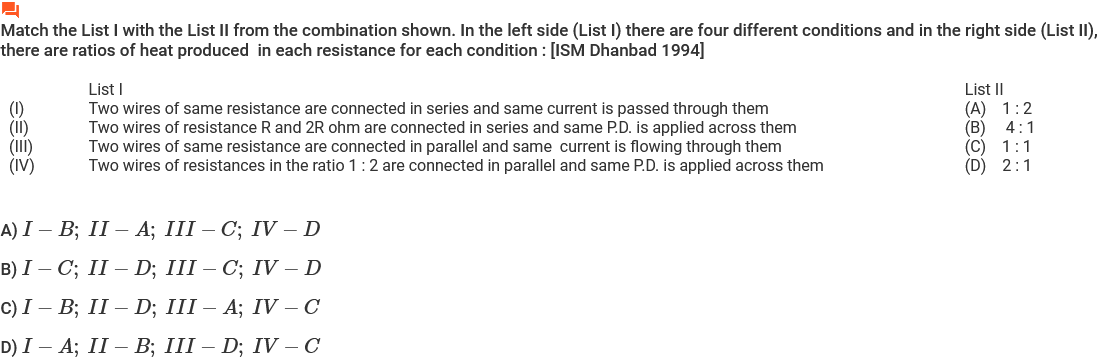 Match the List I with the List II from the combination shown. In the left side (List I) there are four different conditions and in the right side (List II),
there are ratios of heat produced  in each resistance for each condition : [ISM Dhanbad 1994]
List I List II
(I) Two wires of same resistance are connected in series and same current is passed through them (A) 1 : 2
(II) Two wires of resistance R and 2R ohm are connected in series and same P.D. is applied across them (B) 4 : 1
(III) Two wires of same resistance are connected in parallel and same  current is flowing through them (C) 1 : 1
(IV) Two wires of resistances in the ratio 1 : 2 are connected in parallel and same P.D. is applied across them (D) 2 : 1
A) I − B; II − A; III − C; IV − D
B) I − C; II − D; III − C; IV − D
C) I − B; II − D; III − A; IV − C
D) I − A; II − B; III − D; IV − C